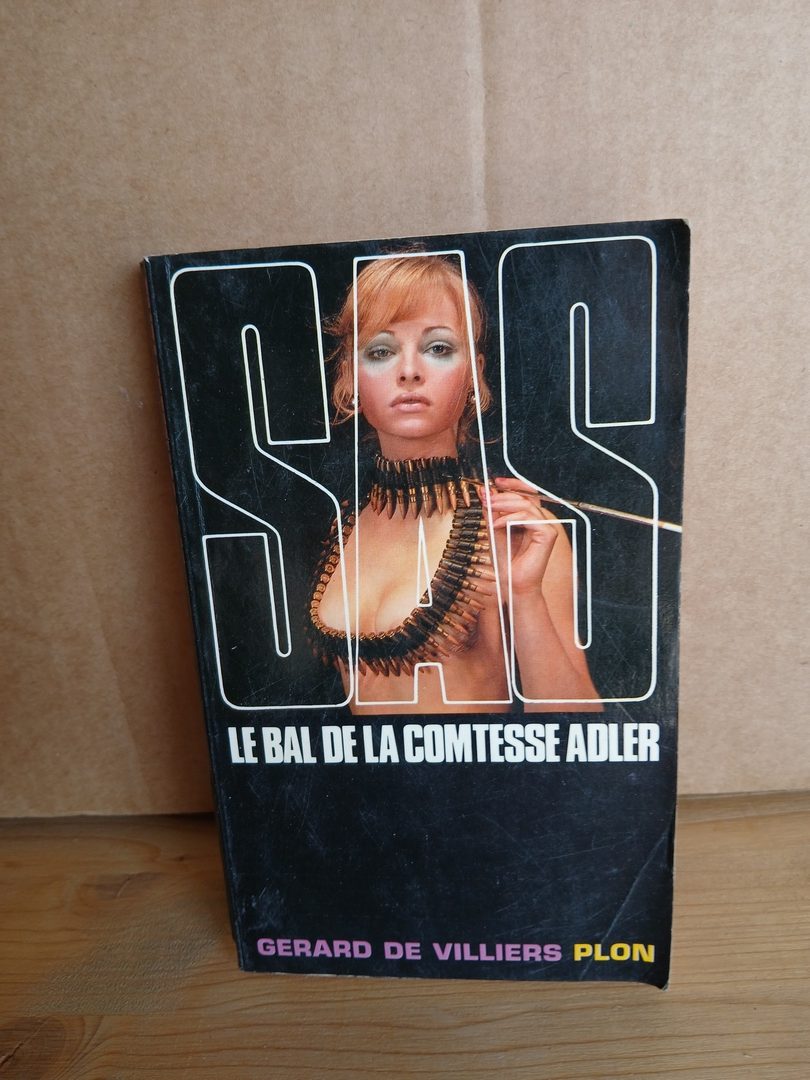 SAS
LE BAL DE LA COMTESSE ADLER
GERARD DE VILLIERS PLON